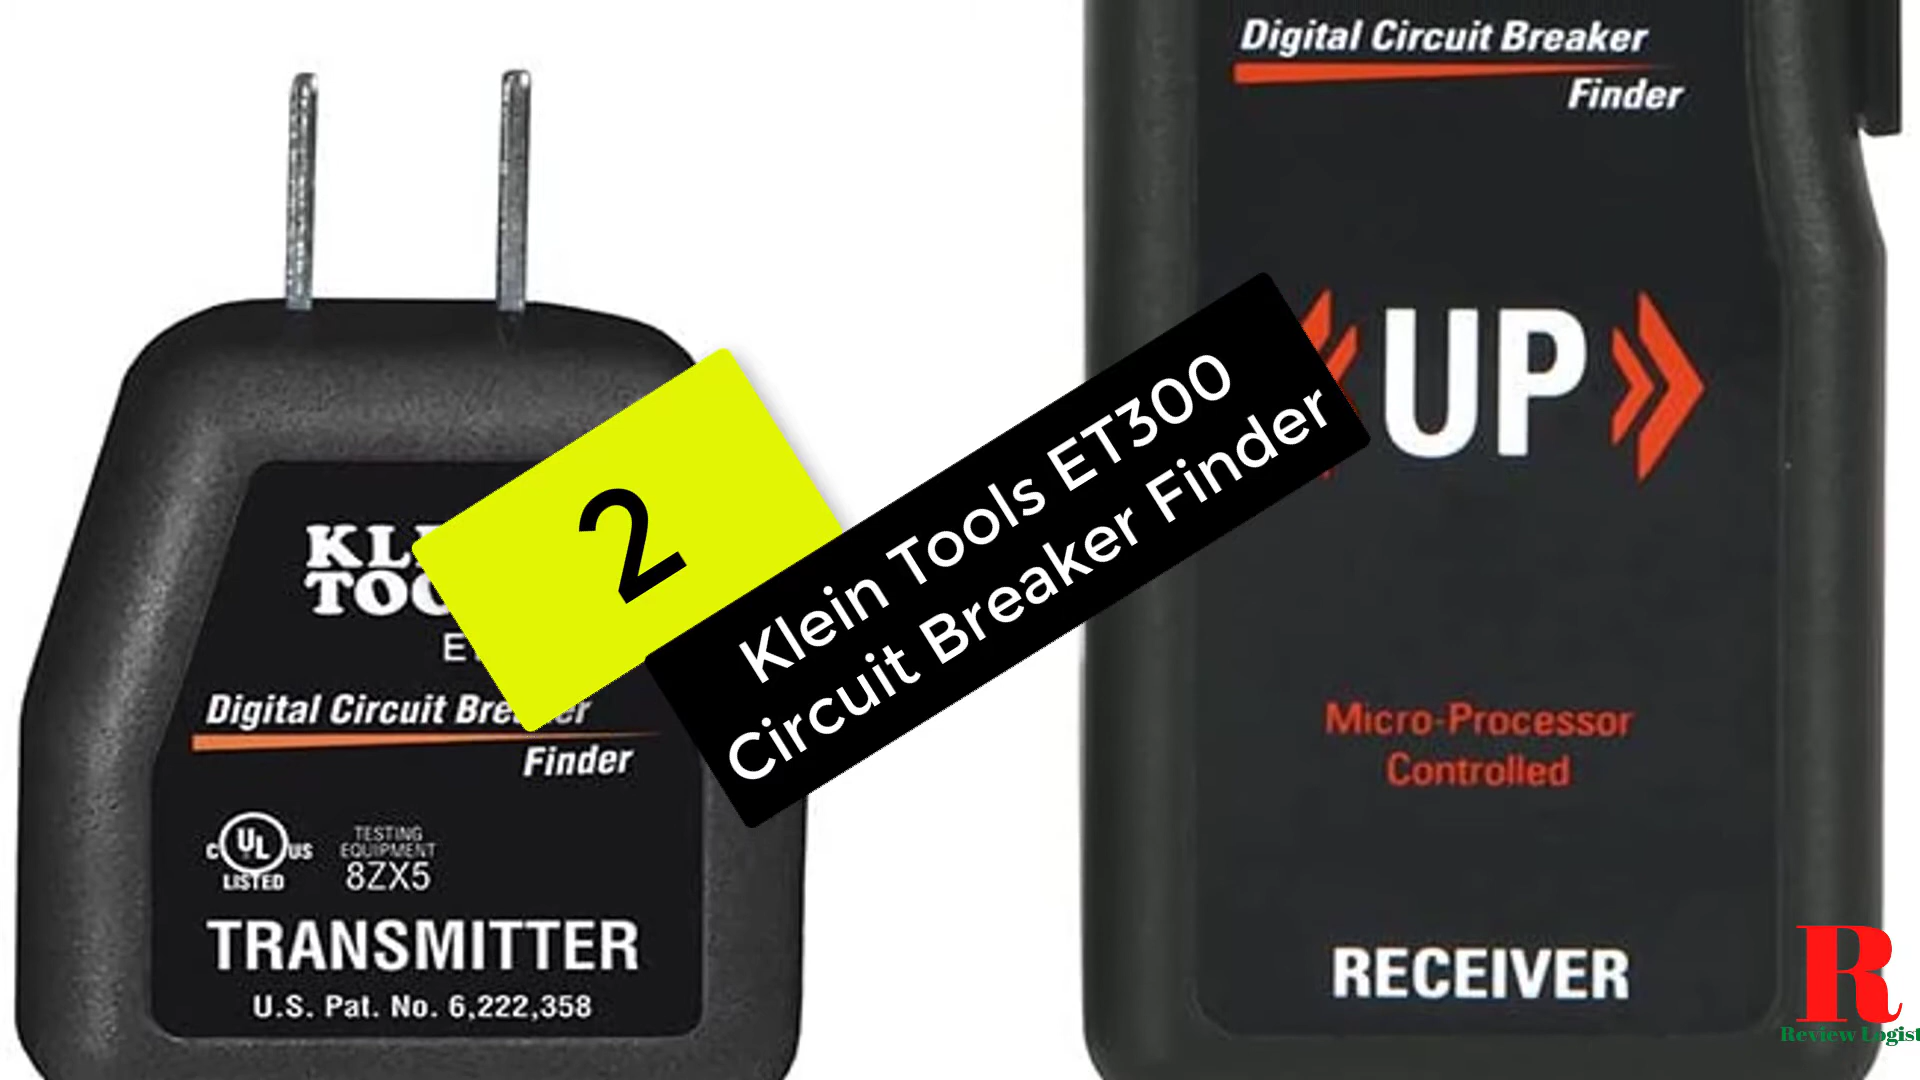 Digital Circuit Breaker
Finder
UP
2
Klein Tools ET300
Circuit Breaker Finder
Digital Circuit
Finder
Micro-Processor
Controlled
UL
C US
LISTED
TESTING
EQUIPMENT
8ZX5
TRANSMITTER
U.S. Pat. No. 6,222,358
RECEIVER
R
Review Logist